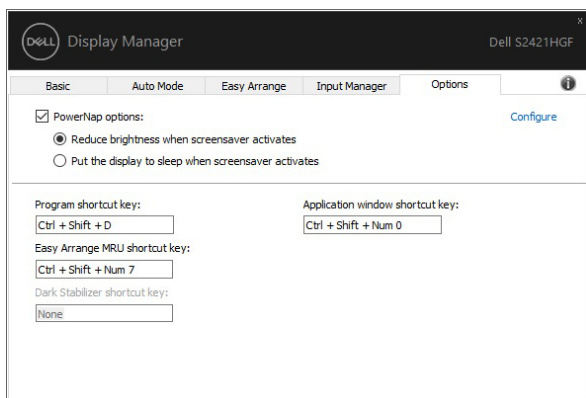 x
DELL Display Manager
Dell S2421HGF
Basic
Auto Mode
Easy Arrange
Input Manager
Options
i
PowerNap options:
Configure
Reduce brightness when screensaver activates
Put the display to sleep when screensaver activates
Program shortcut key:
Application window shortcut key:
Ctrl + Shift + D
Ctrl + Shift + Num 0
Easy Arrange MRU shortcut key:
Ctrl + Shift + Num 7
Dark Stabilizer shortcut key:
None